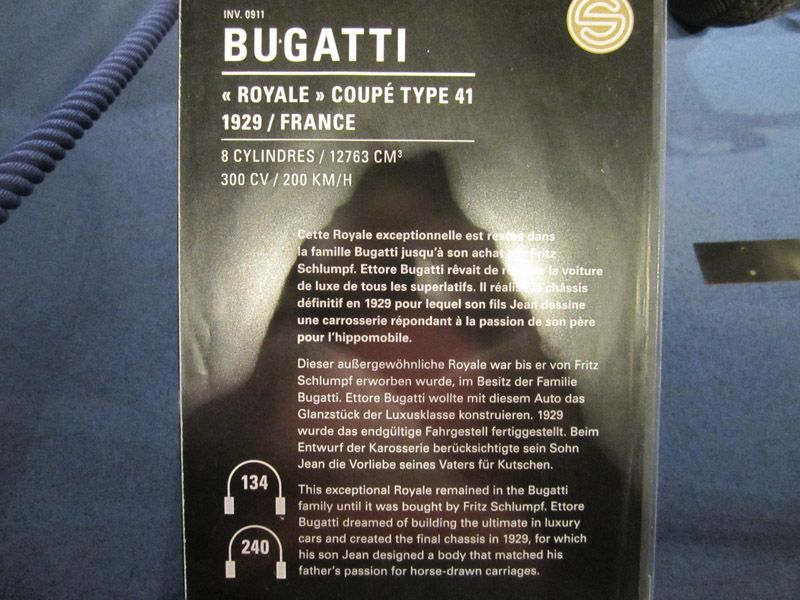 INV. 0911
BUGATTI
« ROYALE » COUPÉ TYPE 41
1929 / FRANCE
8 CYLINDRES / 12763 CM³
300 CV / 200 KM/H
Cette Royale exceptionnelle est restée dans
la famille Bugatti jusqu'à son achat par Fritz
Schlumpf. Ettore Bugatti rêvait de la voiture
de luxe de tous les superlatifs. Il réalise le châssis
définitif en 1929 pour lequel son fils Jean dessine
une carrosserie répondant à la passion de son père
pour l'hippomobile.
Dieser außergewöhnliche Royale war bis er von Fritz
Schlumpf erworben wurde, im Besitz der Familie
Bugatti. Ettore Bugatti wollte mit diesem Auto das
Glanzstück der Luxusklasse konstruieren. 1929
wurde das endgültige Fahrgestell fertiggestellt. Beim
Entwurf der Karosserie berücksichtigte sein Sohn
Jean die Vorliebe seines Vaters für Kutschen.
134
This exceptional Royale remained in the Bugatti
family until it was bought by Fritz Schlumpf. Ettore
Bugatti dreamed of building the ultimate in luxury
cars and created the final chassis in 1929, for which
his son Jean designed a body that matched his
father's passion for horse-drawn carriages.
240